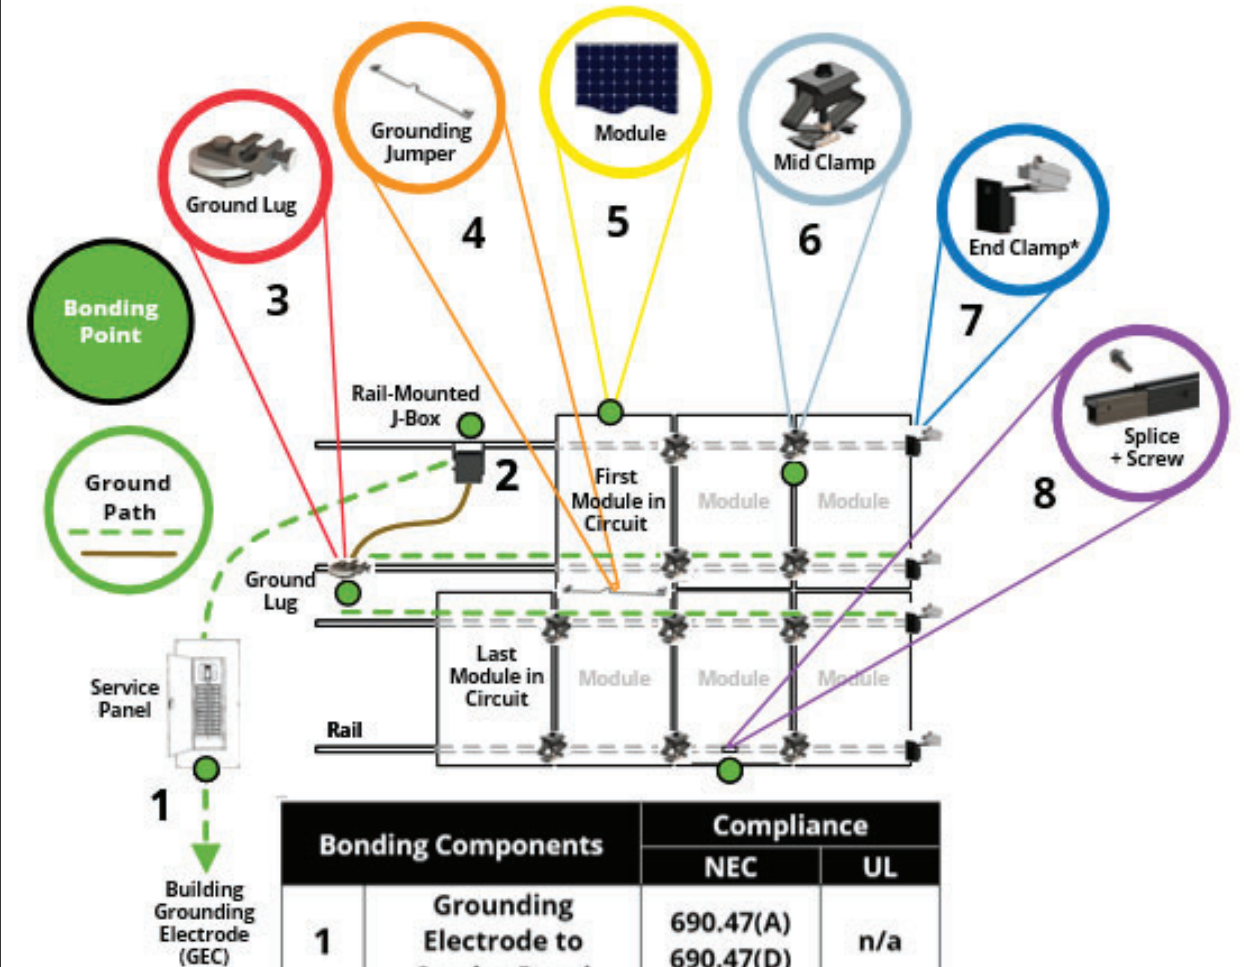 Grounding
Jumper
Module
Mid Clamp
Ground Lug
End Clamp*
4
5
6
3
7
Bonding
Point
Rail-Mounted
J-Box
Splice
+ Screw
2
8
Ground
Path
First
Module in
Circuit
Module
Module
Ground
Lug
Last
Module in
Circuit
Module
Module
Module
Service
Panel
Rail
1
Building
Grounding
Electrode
(GEC)
Bonding Components
Compliance
NEC
UL
1
Grounding
Electrode to
690.47(A)
690.47(D)
n/a